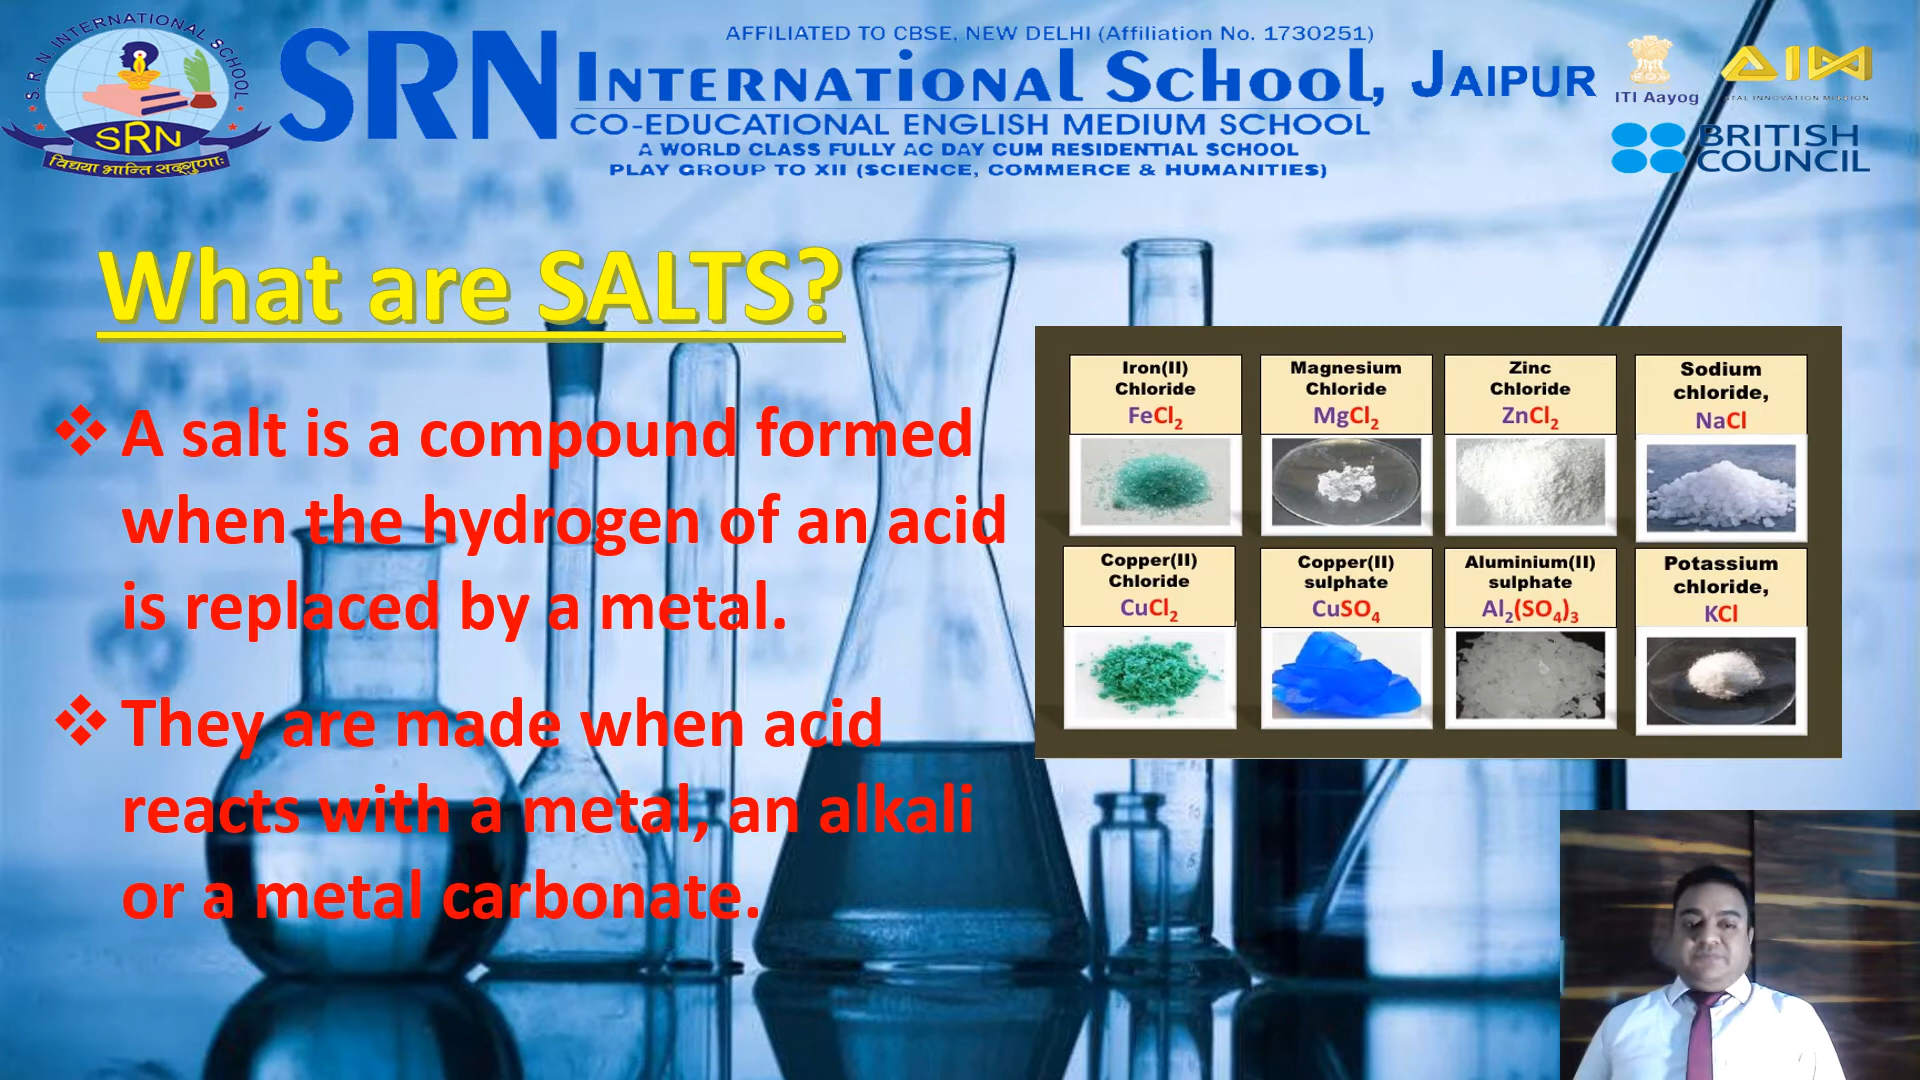 S. R. N. INTERNATIONAL SCHOOL
SRN
विद्यया भान्ति सद्गुणाः
AFFILIATED TO CBSE, NEW DELHI (Affiliation No. 1730251)
SRN INTERNATiONAL SCHOOL, JAIPUR
CO-EDUCATIONAL ENGLISH MEDIUM SCHOOL
A WORLD CLASS FULLY AC DAY CUM RESIDENTIAL SCHOOL
PLAY GROUP TO XII (SCIENCE, COMMERCE & HUMANITIES)
ITI Aayog
AIM
TAL INNOVATION MISSION
BRITISH
COUNCIL
What are SALTS?
❖ A salt is a compound formed
when the hydrogen of an acid
is replaced by a metal.
❖ They are made when acid
reacts with a metal, an alkali
or a metal carbonate.
Iron(II)
Chloride
FeCl₂
Magnesium
Chloride
MgCl₂
Zinc
Chloride
ZnCl₂
Sodium
chloride,
NaCl
Copper(II)
Chloride
CuCl₂
Copper(II)
sulphate
CuSO₄
Aluminium(II)
sulphate
Al₂(SO₄)₃
Potassium
chloride,
KCl